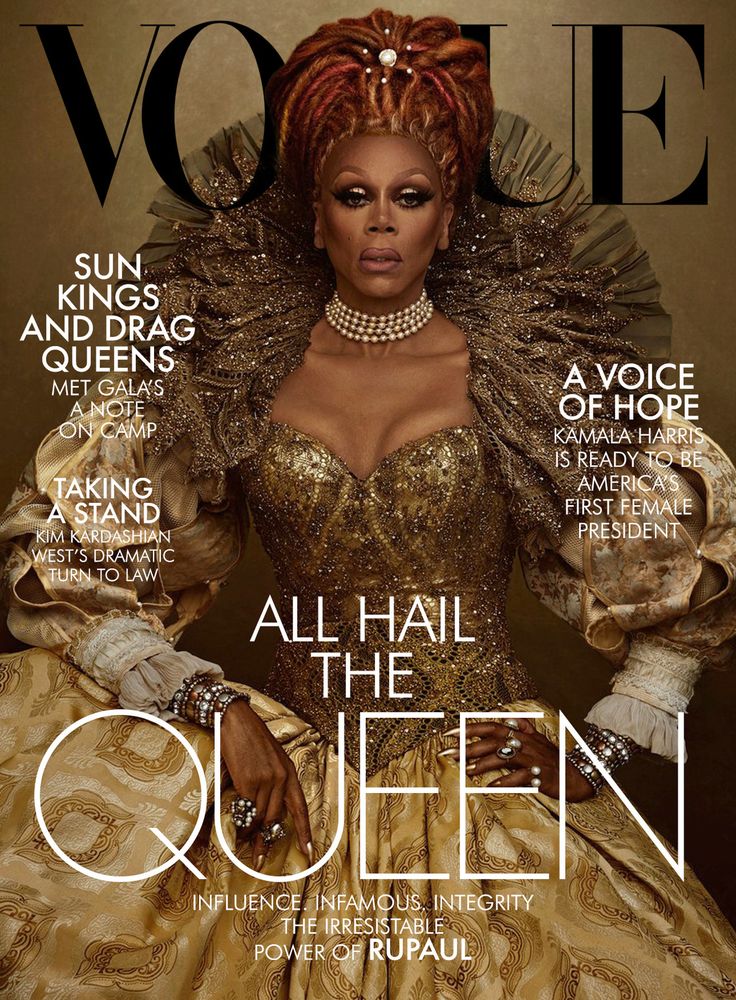 VOGUE
SUN
KINGS
AND DRAG
QUEENS
MET GALA'S
A NOTE
ON CAMP
A VOICE
OF HOPE
KAMALA HARRIS
IS READY TO BE
AMERICA'S
FIRST FEMALE
PRESIDENT
TAKING
A STAND
KIM KARDASHIAN
WEST'S DRAMATIC
TURN TO LAW
ALL HAIL
THE
QUEEN
INFLUENCE. INFAMOUS, INTEGRITY
THE IRRESISTABLE
POWER OF RUPAUL